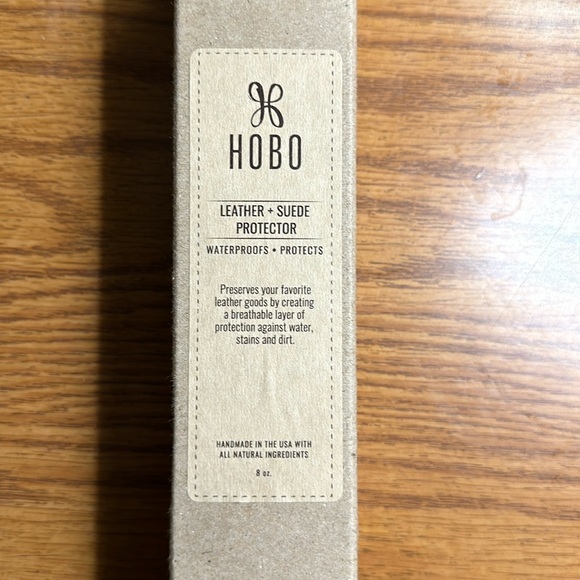 HOBO
LEATHER + SUEDE
PROTECTOR
WATERPROOFS • PROTECTS
Preserves your favorite
leather goods by creating
a breathable layer of
protection against water,
stains and dirt.
HANDMADE IN THE USA WITH
ALL NATURAL INGREDIENTS
8 oz.